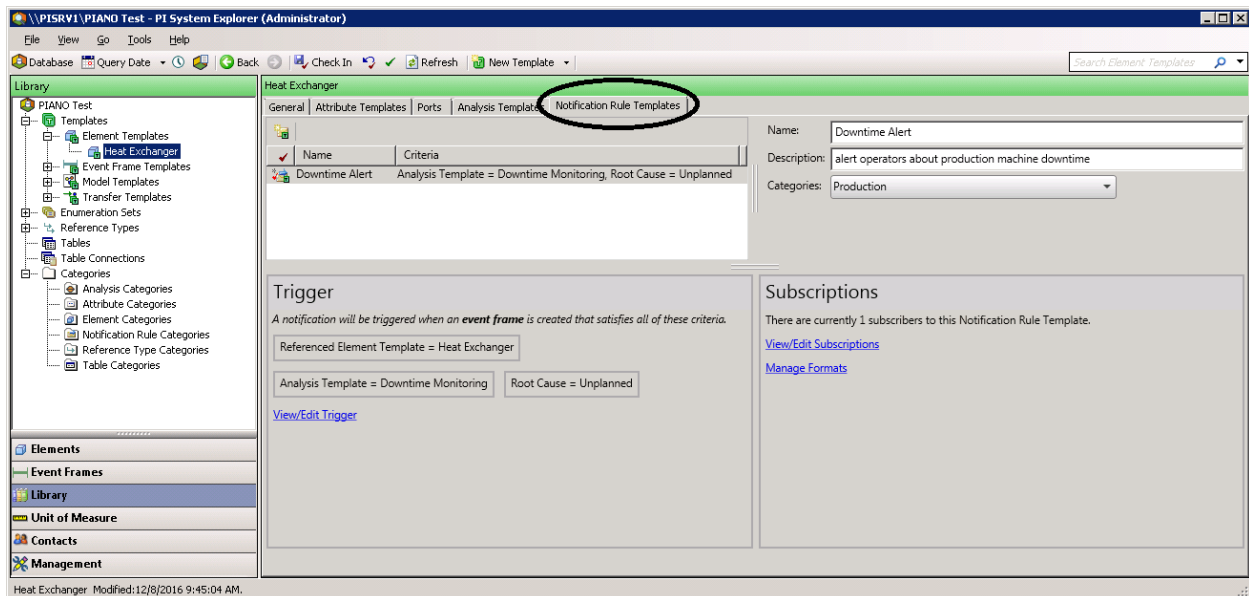 \\PISRV1\PIANO Test - PI System Explorer (Administrator)
File View Go Tools Help
Database Query Date Back Check In Refresh New Template Search Element Templates
Library
PIANO Test
Templates
Element Templates
Heat Exchanger
Event Frame Templates
Model Templates
Transfer Templates
Enumeration Sets
Reference Types
Tables
Table Connections
Categories
Analysis Categories
Attribute Categories
Element Categories
Notification Rule Categories
Reference Type Categories
Table Categories
Elements
Event Frames
Library
Unit of Measure
Contacts
Management
Heat Exchanger
General Attribute Templates Ports Analysis Templates Notification Rule Templates
Name Criteria
Downtime Alert Analysis Template = Downtime Monitoring, Root Cause = Unplanned
Name: Downtime Alert
Description: alert operators about production machine downtime
Categories: Production
Trigger
A notification will be triggered when an event frame is created that satisfies all of these criteria.
Referenced Element Template = Heat Exchanger
Analysis Template = Downtime Monitoring Root Cause = Unplanned
View/Edit Trigger
Subscriptions
There are currently 1 subscribers to this Notification Rule Template.
View/Edit Subscriptions
Manage Formats
Heat Exchanger Modified:12/8/2016 9:45:04 AM.